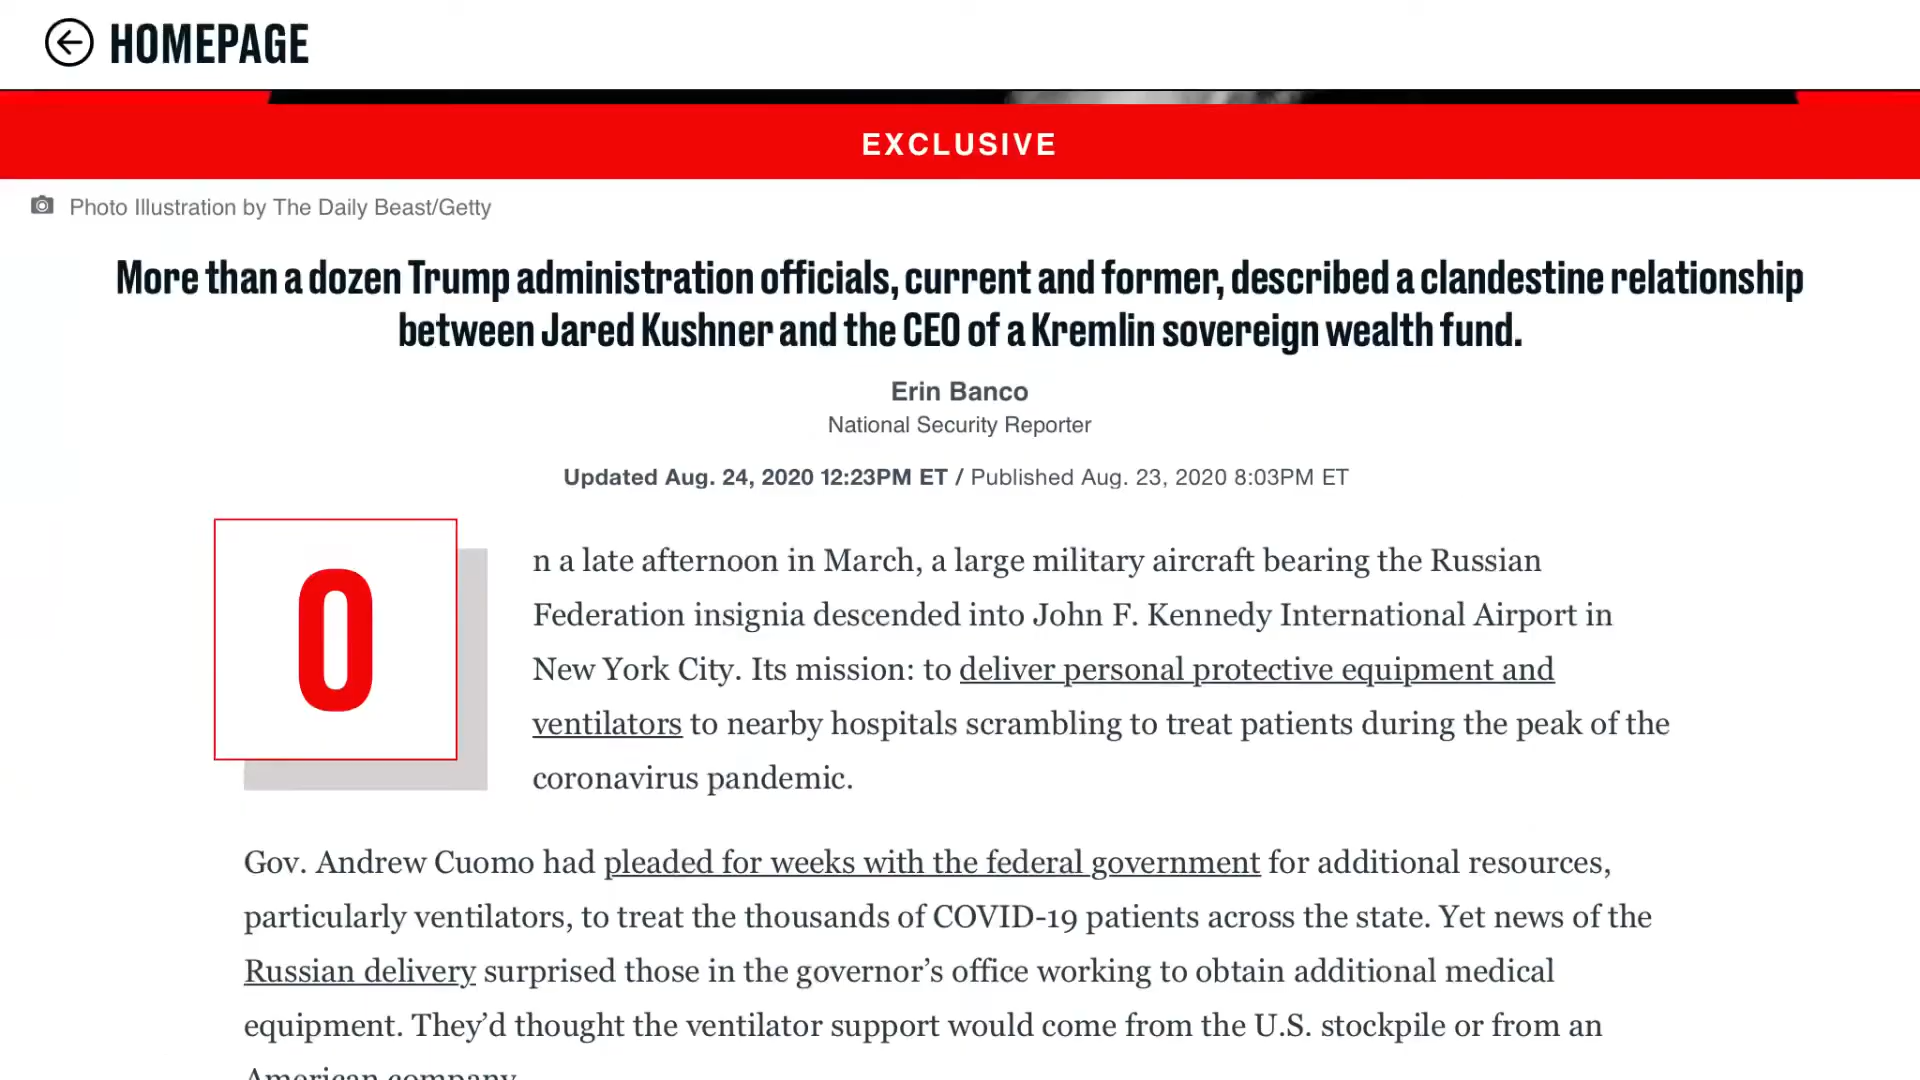 HOMEPAGE
EXCLUSIVE
Photo Illustration by The Daily Beast/Getty
More than a dozen Trump administration officials, current and former, described a clandestine relationship
between Jared Kushner and the CEO of a Kremlin sovereign wealth fund.
Erin Banco
National Security Reporter
Updated Aug. 24, 2020 12:23PM ET / Published Aug. 23, 2020 8:03PM ET
On a late afternoon in March, a large military aircraft bearing the Russian
Federation insignia descended into John F. Kennedy International Airport in
New York City. Its mission: to deliver personal protective equipment and
ventilators to nearby hospitals scrambling to treat patients during the peak of the
coronavirus pandemic.
Gov. Andrew Cuomo had pleaded for weeks with the federal government for additional resources,
particularly ventilators, to treat the thousands of COVID-19 patients across the state. Yet news of the
Russian delivery surprised those in the governor’s office working to obtain additional medical
equipment. They’d thought the ventilator support would come from the U.S. stockpile or from an
American company.